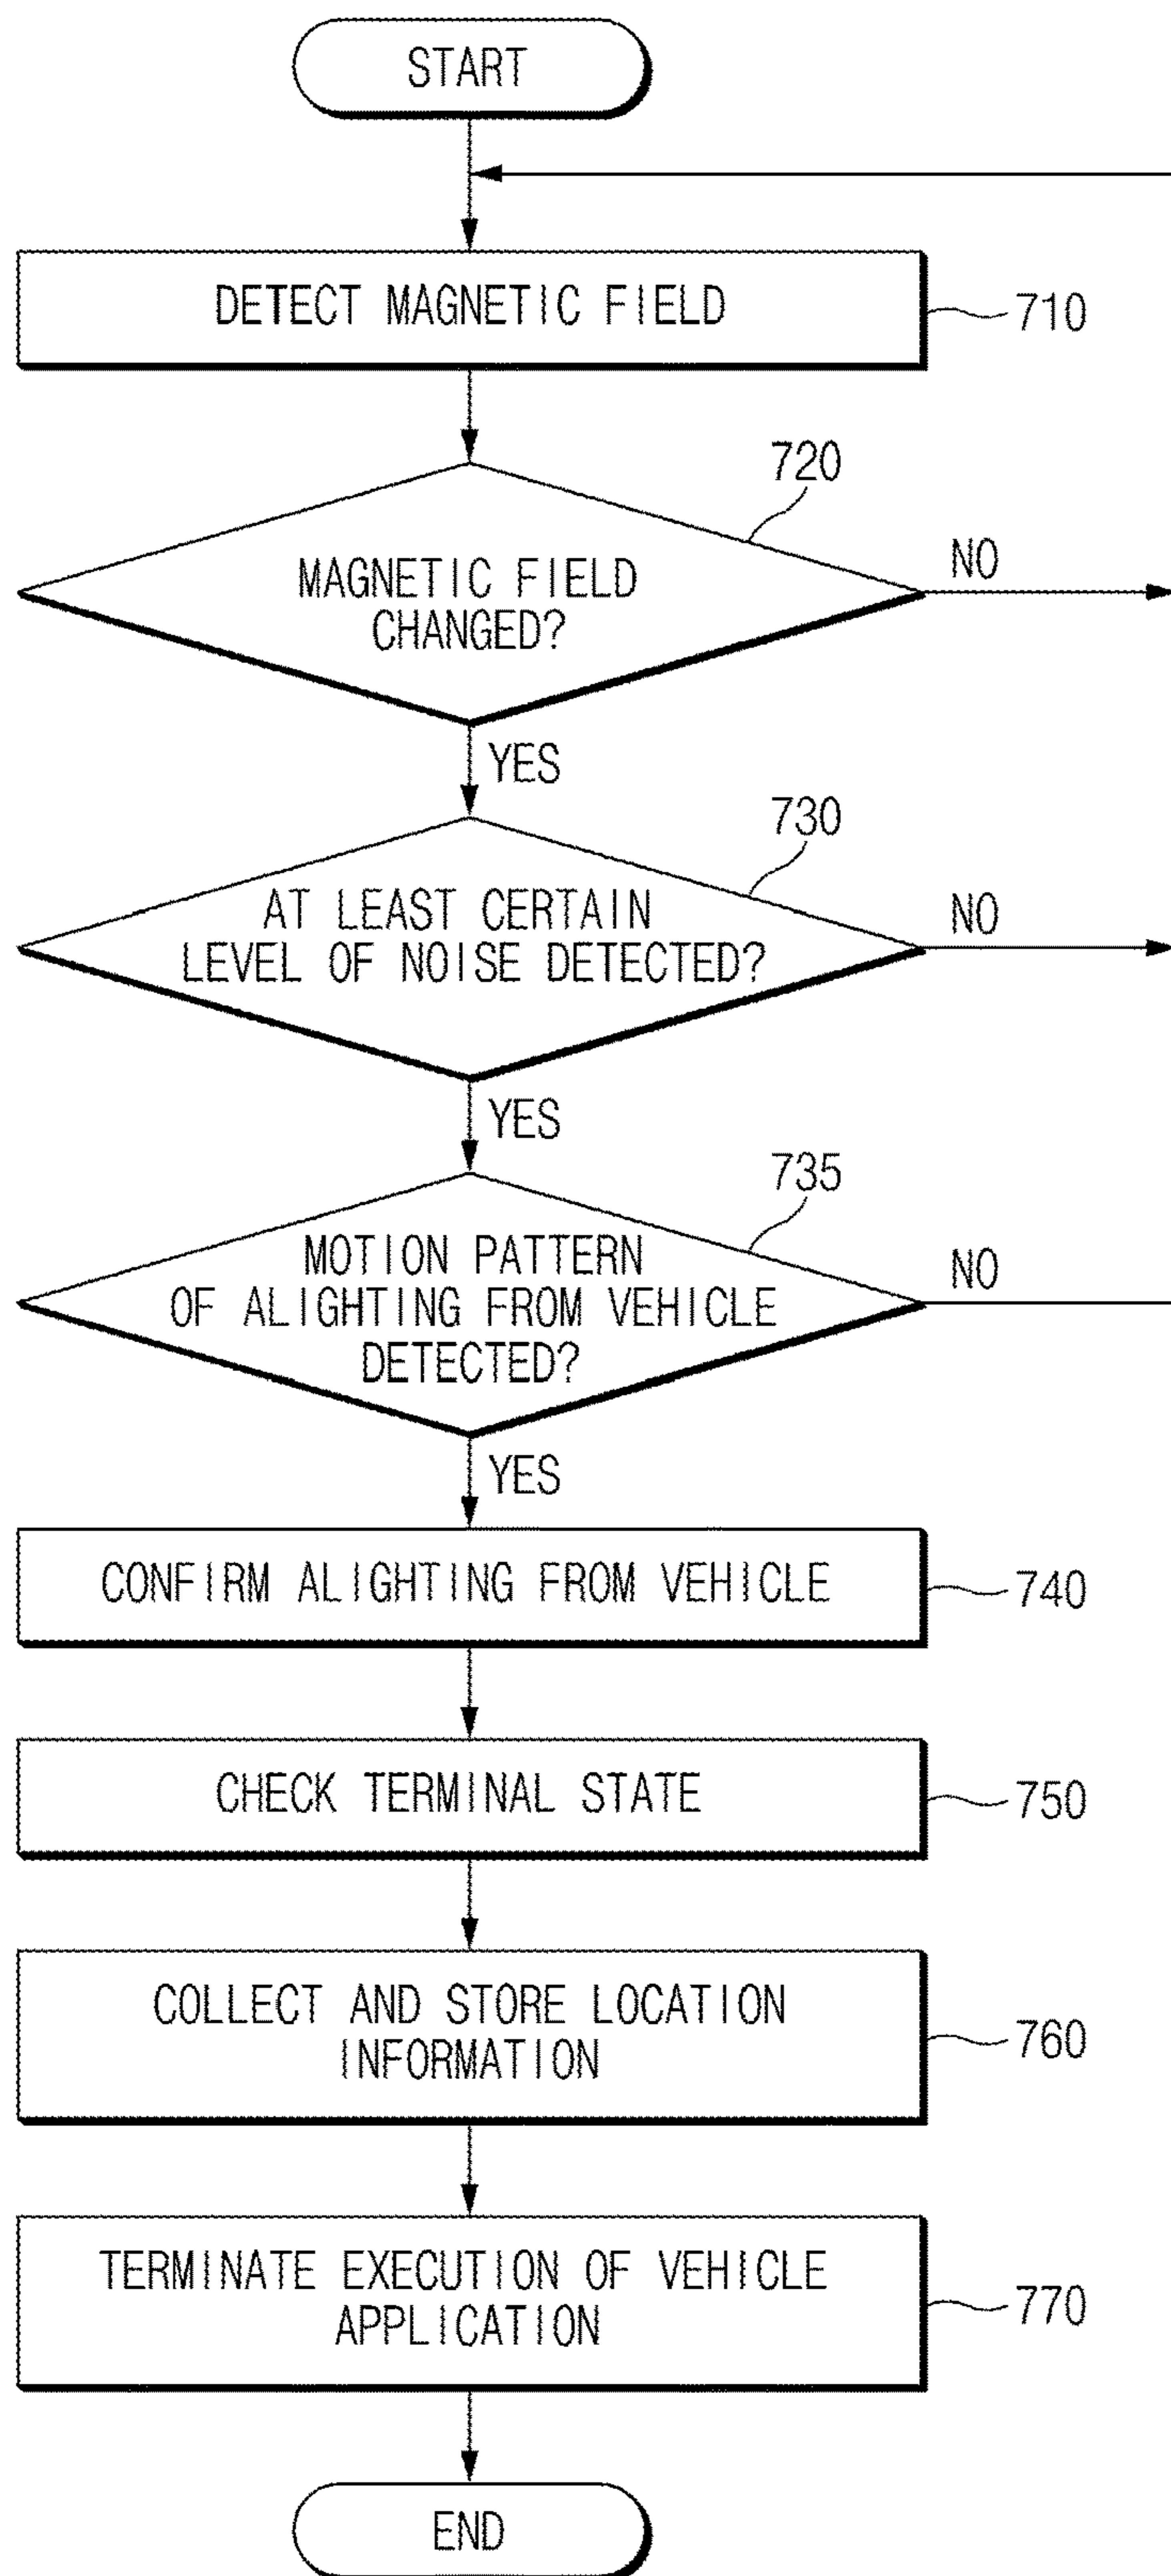 START
DETECT MAGNETIC FIELD
710
720
MAGNETIC FIELD
CHANGED?
NO
YES
730
AT LEAST CERTAIN
LEVEL OF NOISE DETECTED?
NO
YES
735
MOTION PATTERN
OF ALIGHTING FROM VEHICLE
DETECTED?
NO
YES
CONFIRM ALIGHTING FROM VEHICLE
740
CHECK TERMINAL STATE
750
COLLECT AND STORE LOCATION
INFORMATION
760
TERMINATE EXECUTION OF VEHICLE
APPLICATION
770
END